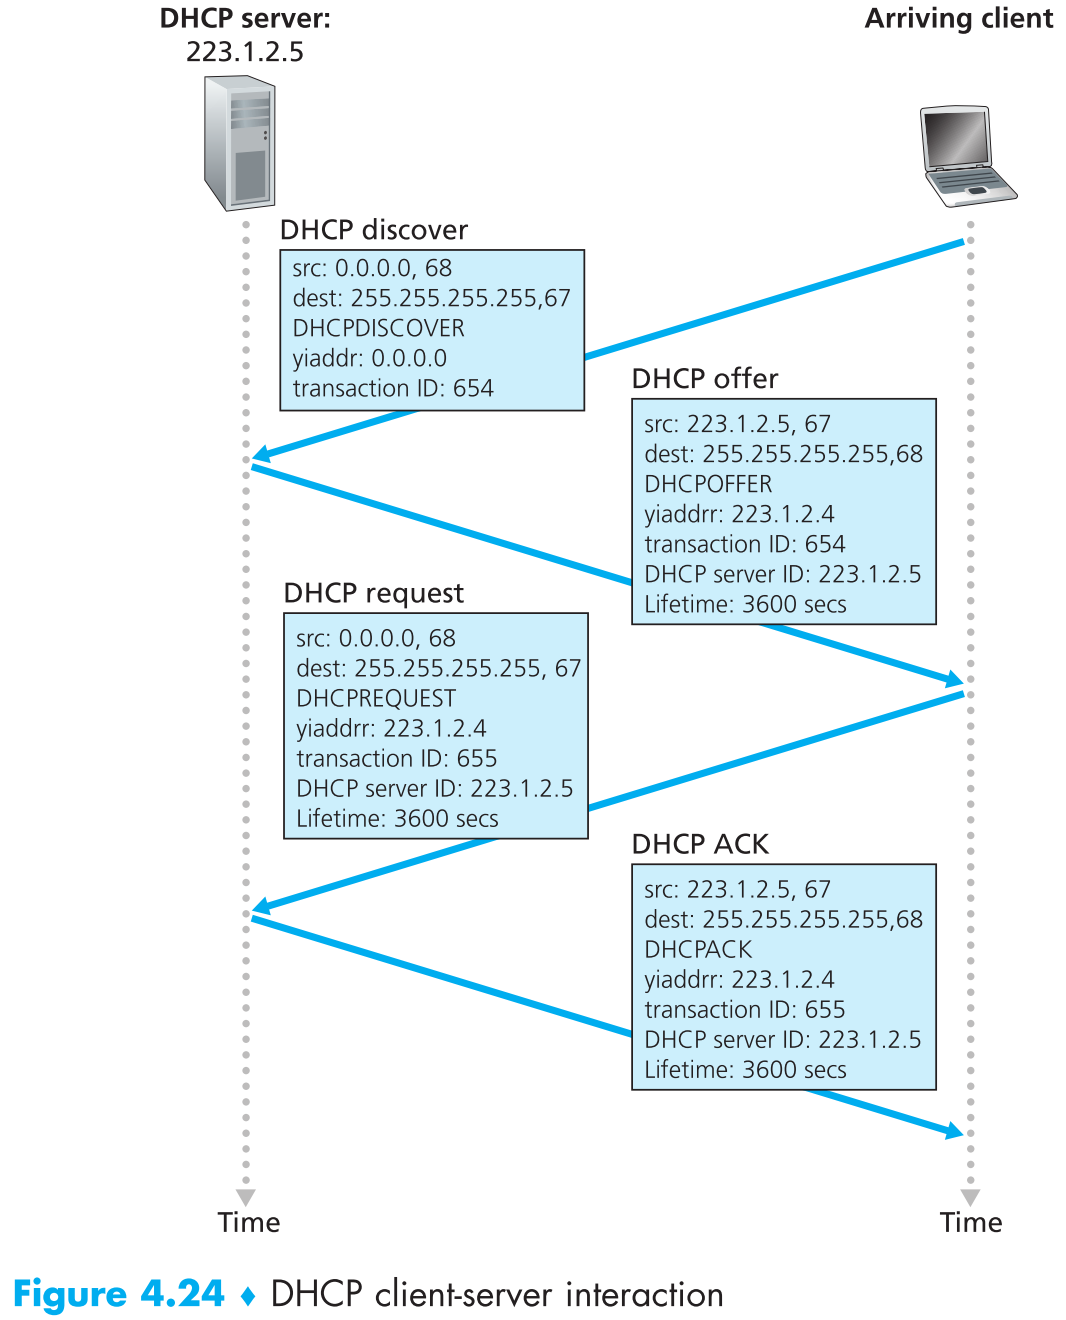 DHCP server:
223.1.2.5
Arriving client
DHCP discover
src: 0.0.0.0, 68
dest: 255.255.255.255,67
DHCPDISCOVER
yiaddr: 0.0.0.0
transaction ID: 654
DHCP offer
src: 223.1.2.5, 67
dest: 255.255.255.255,68
DHCPOFFER
yiaddrr: 223.1.2.4
transaction ID: 654
DHCP server ID: 223.1.2.5
Lifetime: 3600 secs
DHCP request
src: 0.0.0.0, 68
dest: 255.255.255.255, 67
DHCPREQUEST
yiaddrr: 223.1.2.4
transaction ID: 655
DHCP server ID: 223.1.2.5
Lifetime: 3600 secs
DHCP ACK
src: 223.1.2.5, 67
dest: 255.255.255.255,68
DHCPACK
yiaddrr: 223.1.2.4
transaction ID: 655
DHCP server ID: 223.1.2.5
Lifetime: 3600 secs
Time
Time
Figure 4.24 ♦ DHCP client-server interaction